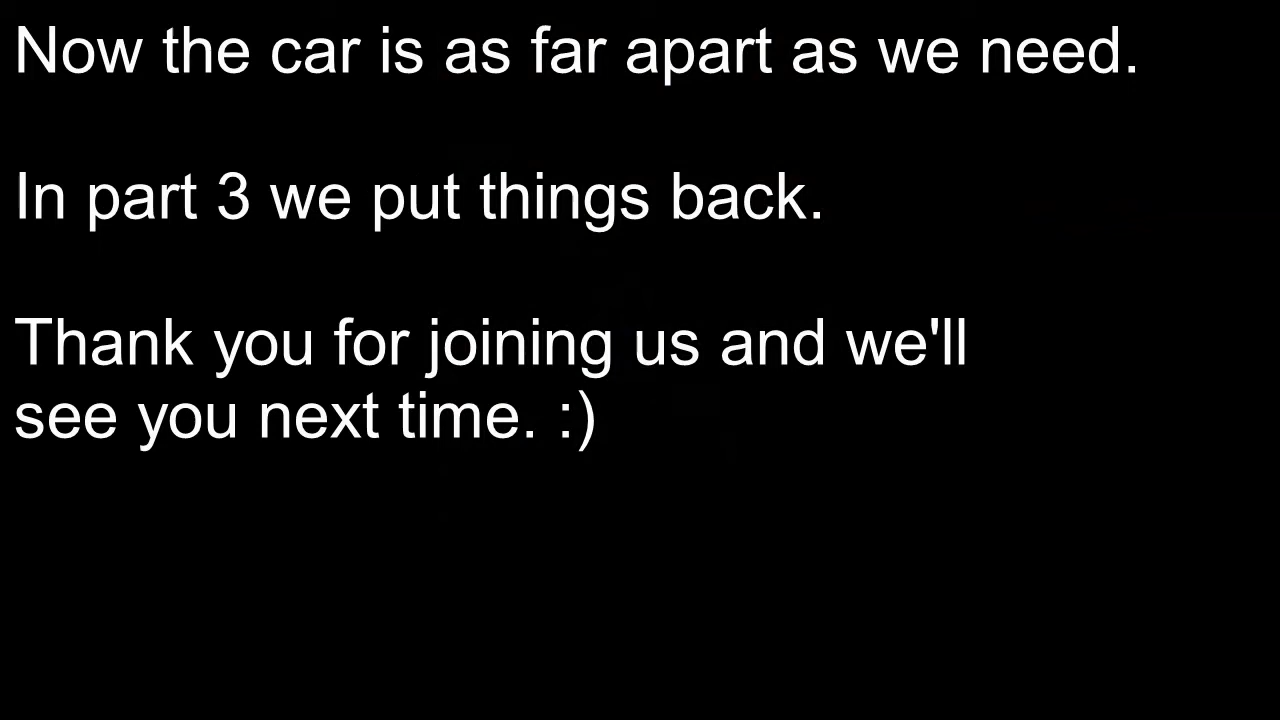 Now the car is as far apart as we need.
In part 3 we put things back.
Thank you for joining us and we'll
see you next time. :)